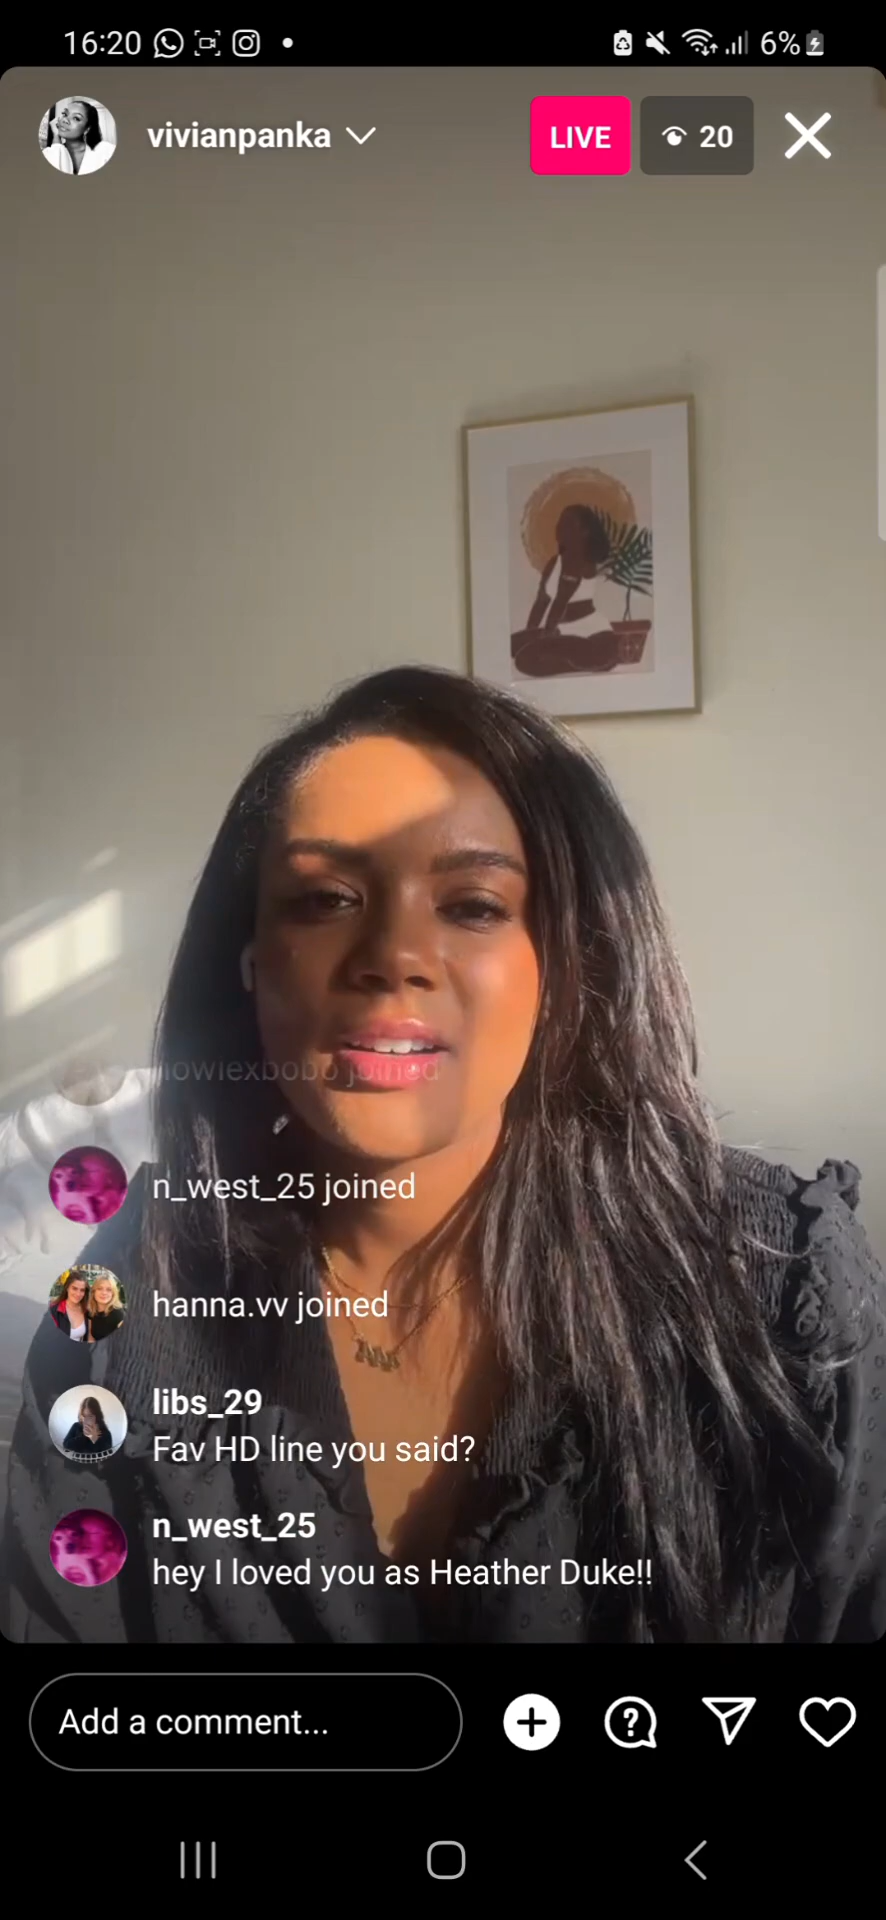 16:20
6%
vivianpanka
LIVE
20
joined
n_west_25 joined
hanna.vv joined
libs_29
Fav HD line you said?
n_west_25
hey I loved you as Heather Duke!!
Add a comment...